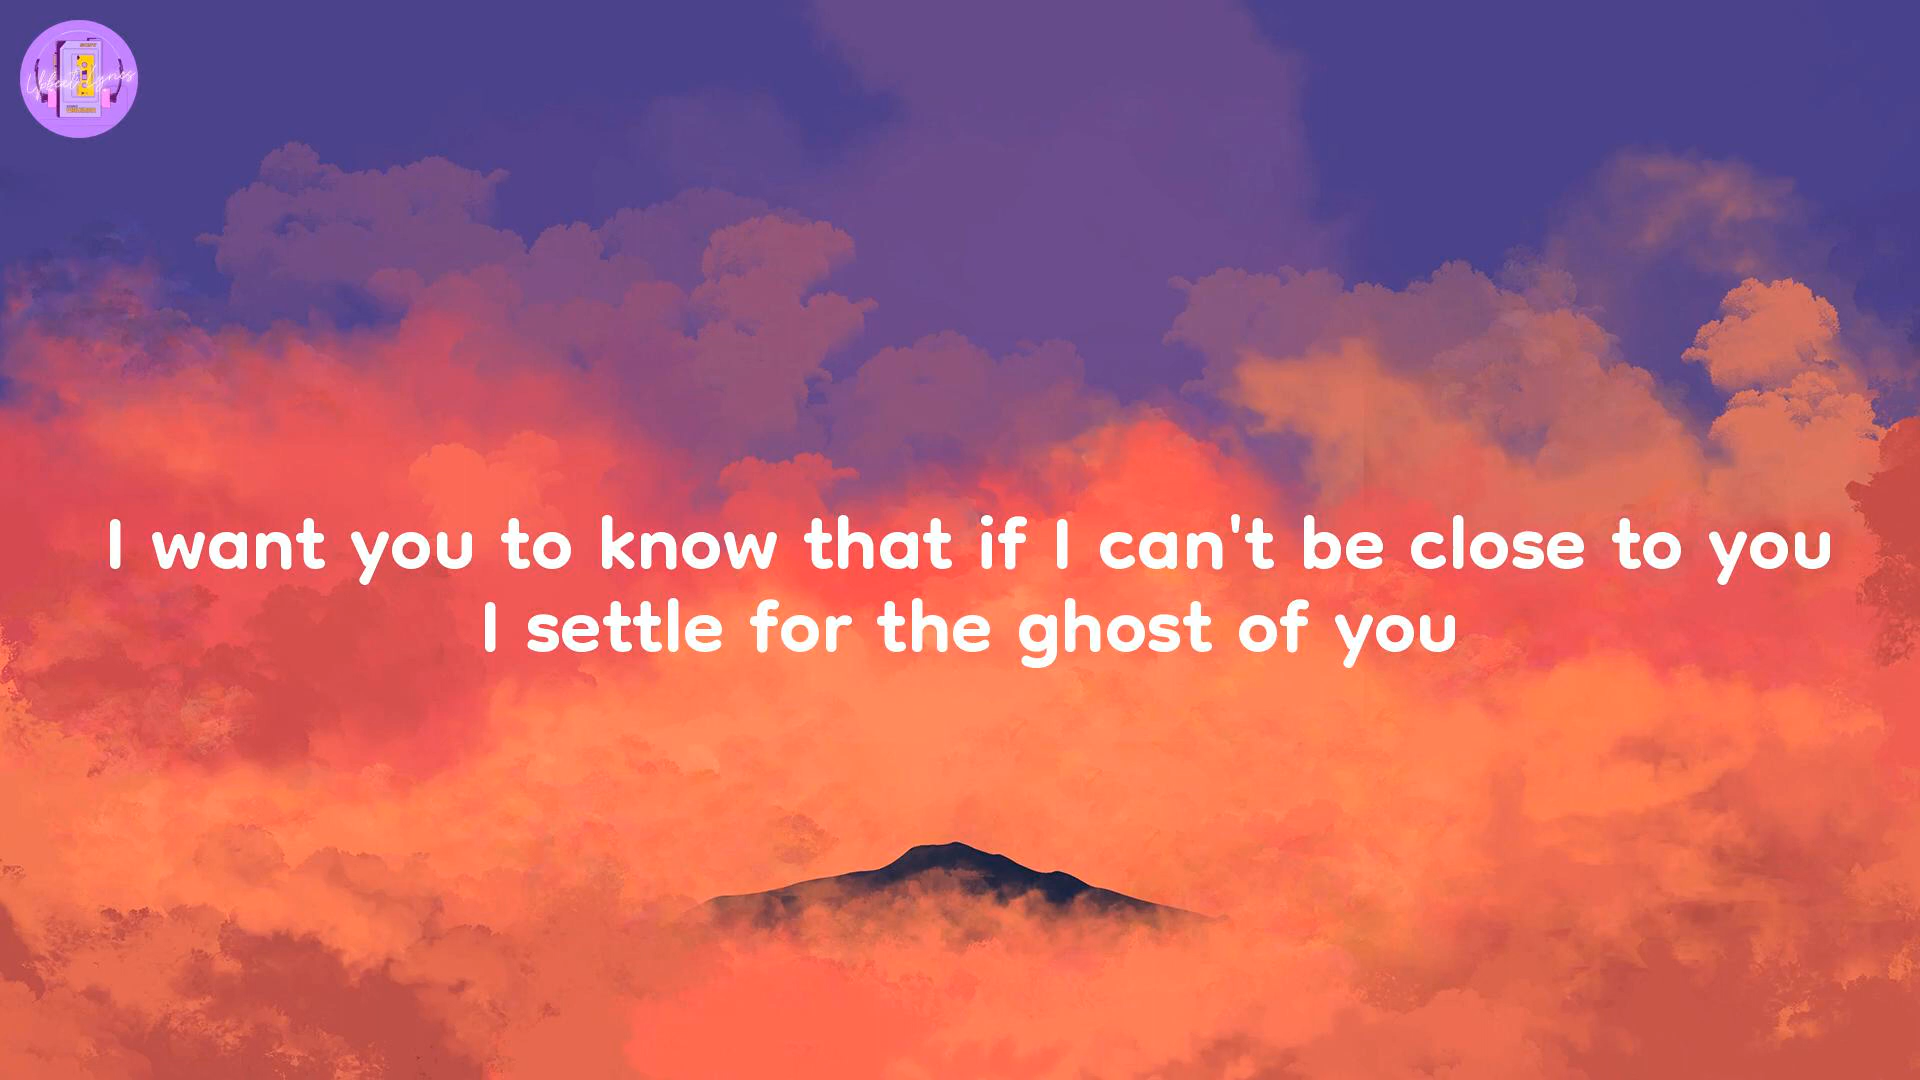 I want you to know that if I can't be close to you
I settle for the ghost of you